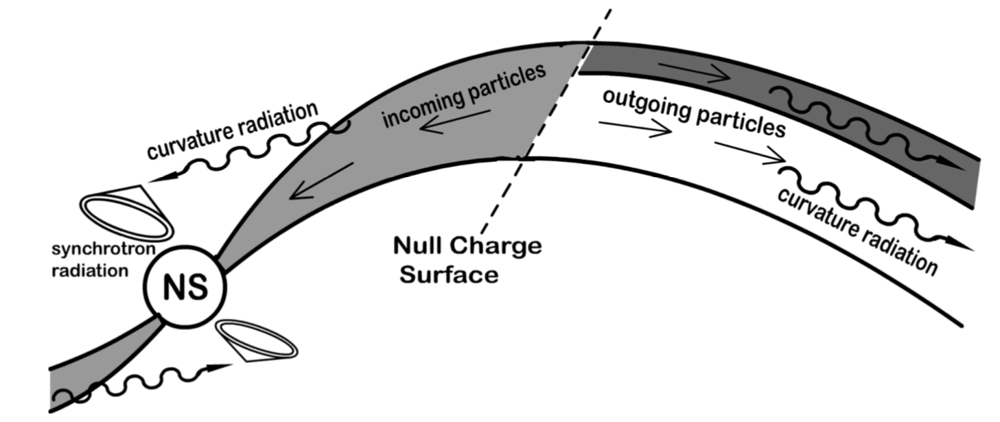 curvature radiation
incoming particles
outgoing particles
curvature radiation
synchrotron
radiation
NS
Null Charge
Surface